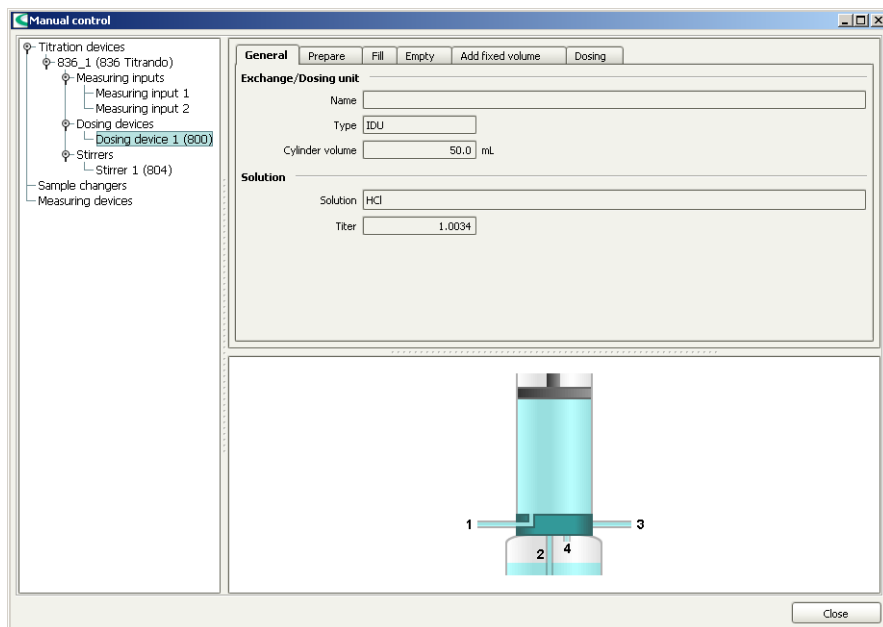 Manual control
Titration devices
836_1 (836 Titrando)
Measuring inputs
Measuring input 1
Measuring input 2
Dosing devices
Dosing device 1 (800)
Stirrers
Stirrer 1 (804)
Sample changers
Measuring devices
General Prepare Fill Empty Add fixed volume Dosing
Exchange/Dosing unit
Name
Type IDU
Cylinder volume 50.0 mL
Solution
Solution HCl
Titer 1.0034
1 3
2 4
Close